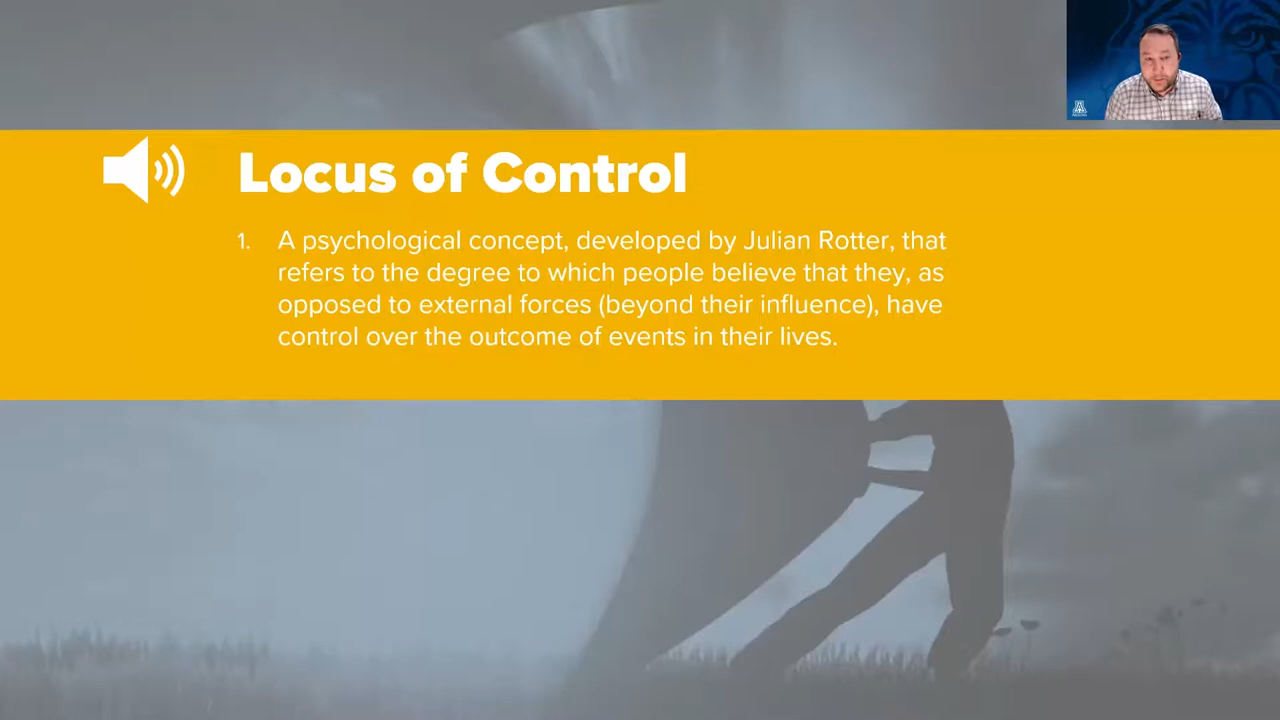 Locus of Control
1. A psychological concept, developed by Julian Rotter, that
refers to the degree to which people believe that they, as
opposed to external forces (beyond their influence), have
control over the outcome of events in their lives.